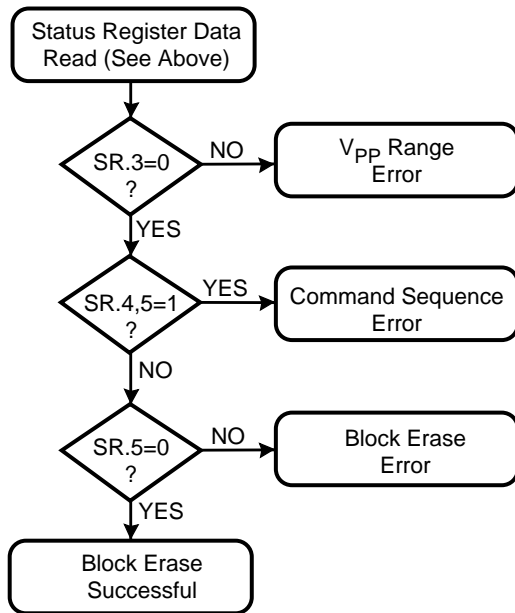 Status Register Data
Read (See Above)
SR.3=0
?
NO
VPP Range
Error
YES
SR.4,5=1
?
YES
Command Sequence
Error
NO
SR.5=0
?
NO
Block Erase
Error
YES
Block Erase
Successful